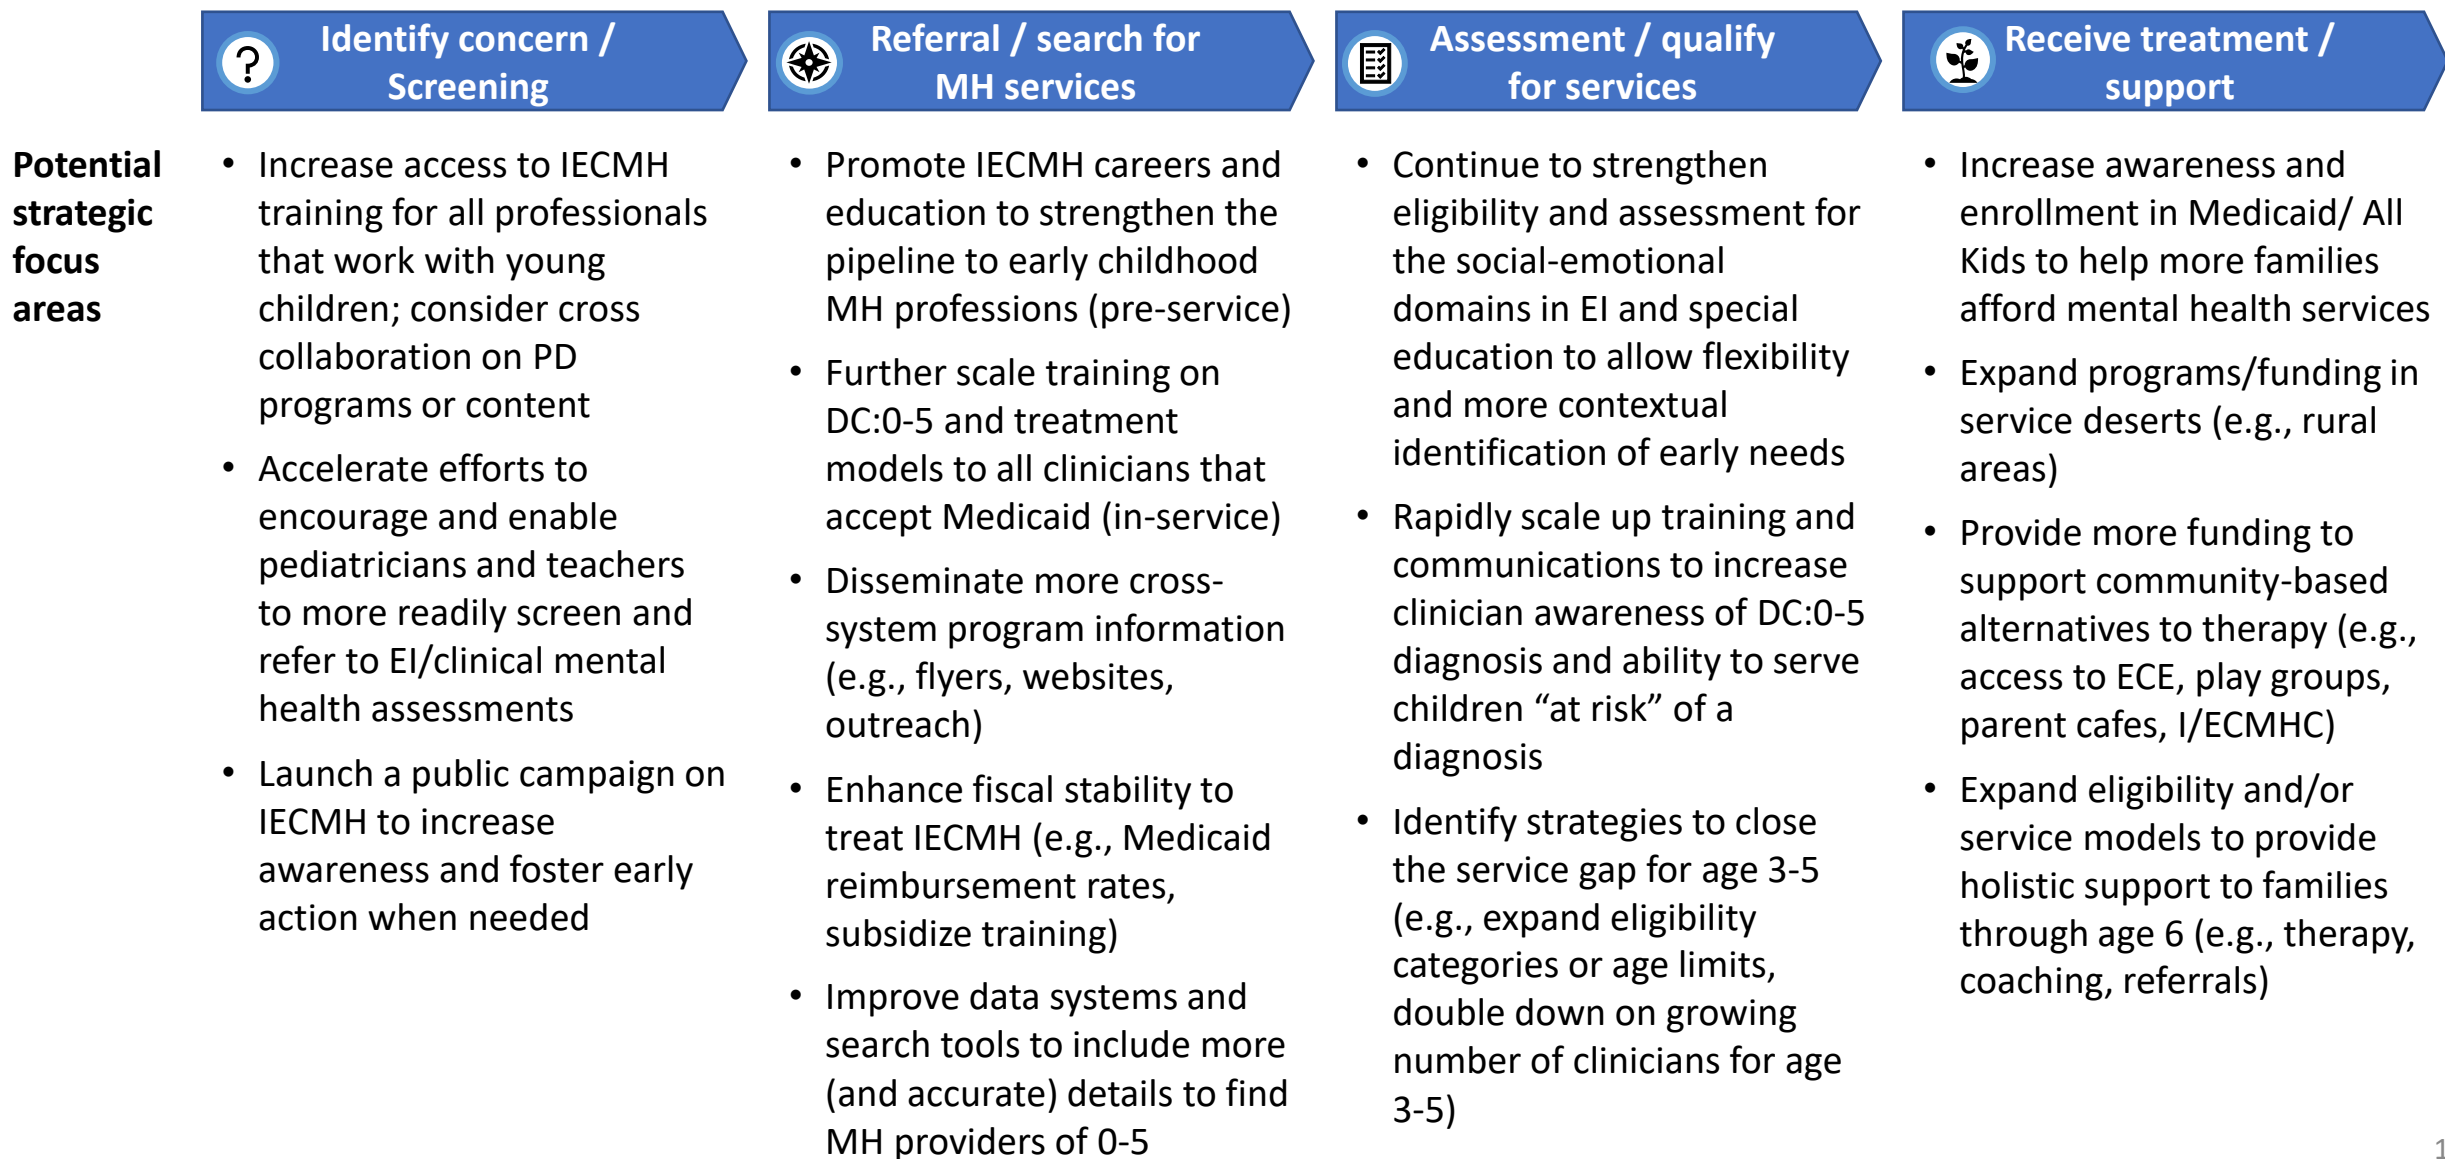 Identify concern /
Screening
Referral / search for
MH services
Assessment / qualify
for services
Receive treatment /
support
Potential
strategic
focus
areas
• Increase access to IECMH
training for all professionals
that work with young
children; consider cross
collaboration on PD
programs or content
• Accelerate efforts to
encourage and enable
pediatricians and teachers
to more readily screen and
refer to EI/clinical mental
health assessments
• Launch a public campaign on
IECMH to increase
awareness and foster early
action when needed
• Promote IECMH careers and
education to strengthen the
pipeline to early childhood
MH professions (pre-service)
• Further scale training on
DC:0-5 and treatment
models to all clinicians that
accept Medicaid (in-service)
• Disseminate more cross-
system program information
(e.g., flyers, websites,
outreach)
• Enhance fiscal stability to
treat IECMH (e.g., Medicaid
reimbursement rates,
subsidize training)
• Improve data systems and
search tools to include more
(and accurate) details to find
MH providers of 0-5
• Continue to strengthen
eligibility and assessment for
the social-emotional
domains in EI and special
education to allow flexibility
and more contextual
identification of early needs
• Rapidly scale up training and
communications to increase
clinician awareness of DC:0-5
diagnosis and ability to serve
children “at risk” of a
diagnosis
• Identify strategies to close
the service gap for age 3-5
(e.g., expand eligibility
categories or age limits,
double down on growing
number of clinicians for age
3-5)
• Increase awareness and
enrollment in Medicaid/ All
Kids to help more families
afford mental health services
• Expand programs/funding in
service deserts (e.g., rural
areas)
• Provide more funding to
support community-based
alternatives to therapy (e.g.,
access to ECE, play groups,
parent cafes, I/ECMHC)
• Expand eligibility and/or
service models to provide
holistic support to families
through age 6 (e.g., therapy,
coaching, referrals)
1